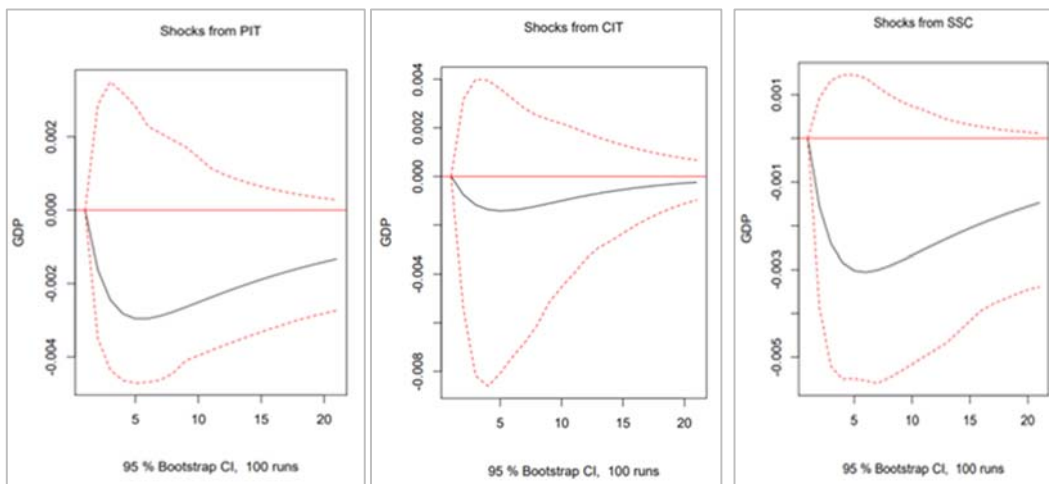 Shocks from PIT
GDP
0.002
0.000
-0.002
-0.004
5 10 15 20
95 % Bootstrap CI, 100 runs
Shocks from CIT
GDP
0.004
0.002
0.000
-0.004
-0.008
5 10 15 20
95 % Bootstrap CI, 100 runs
Shocks from SSC
GDP
0.001
-0.001
-0.003
-0.005
5 10 15 20
95 % Bootstrap CI, 100 runs